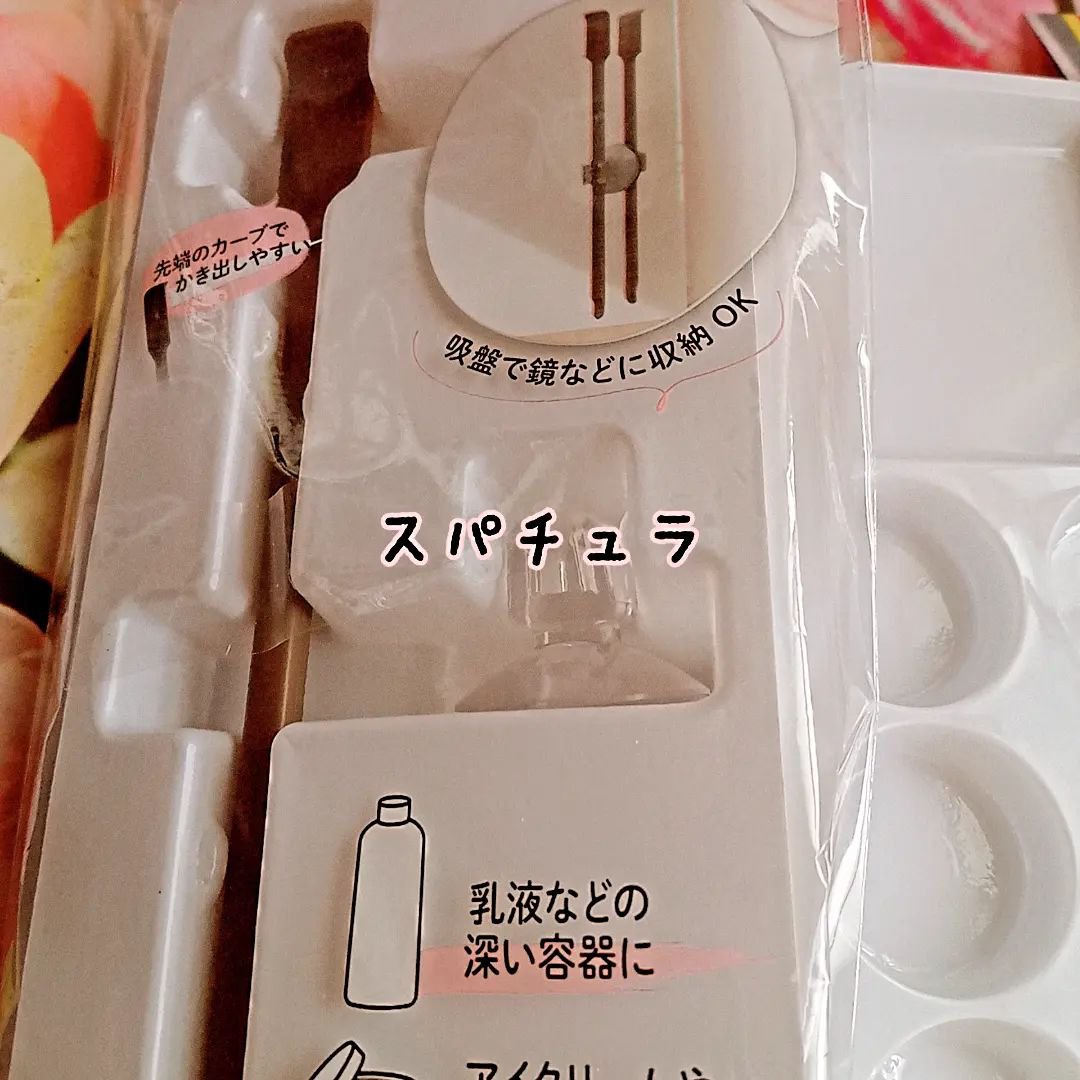 先端のカーブで
かき出しやすい
吸盤で鏡などに収納 OK
スパチュラ
乳液などの
深い容器に